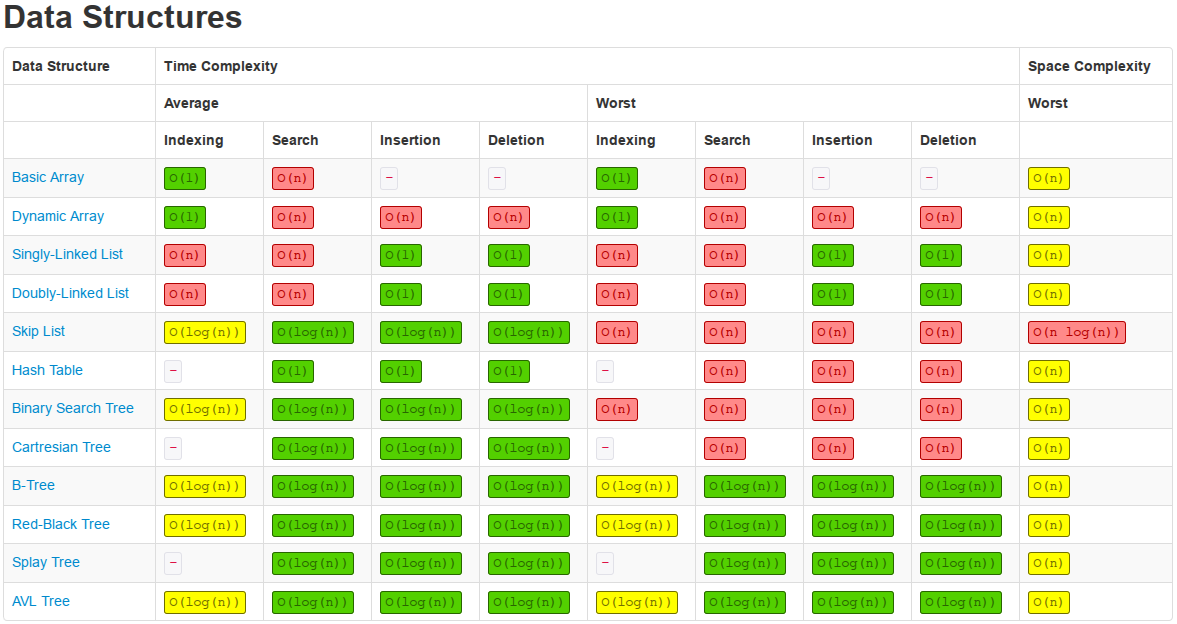 Data Structures
Data Structure Time Complexity Space Complexity
Average Worst Worst
Indexing Search Insertion Deletion Indexing Search Insertion Deletion
Basic Array O(1) O(n) - - O(1) O(n) - - O(n)
Dynamic Array O(1) O(n) O(n) O(n) O(1) O(n) O(n) O(n) O(n)
Singly-Linked List O(n) O(n) O(1) O(1) O(n) O(n) O(1) O(1) O(n)
Doubly-Linked List O(n) O(n) O(1) O(1) O(n) O(n) O(1) O(1) O(n)
Skip List O(log(n)) O(log(n)) O(log(n)) O(log(n)) O(n) O(n) O(n) O(n) O(n log(n))
Hash Table - O(1) O(1) O(1) - O(n) O(n) O(n) O(n)
Binary Search Tree O(log(n)) O(log(n)) O(log(n)) O(log(n)) O(n) O(n) O(n) O(n) O(n)
Cartresian Tree - O(log(n)) O(log(n)) O(log(n)) - O(n) O(n) O(n) O(n)
B-Tree O(log(n)) O(log(n)) O(log(n)) O(log(n)) O(log(n)) O(log(n)) O(log(n)) O(log(n)) O(n)
Red-Black Tree O(log(n)) O(log(n)) O(log(n)) O(log(n)) O(log(n)) O(log(n)) O(log(n)) O(log(n)) O(n)
Splay Tree - O(log(n)) O(log(n)) O(log(n)) - O(log(n)) O(log(n)) O(log(n)) O(n)
AVL Tree O(log(n)) O(log(n)) O(log(n)) O(log(n)) O(log(n)) O(log(n)) O(log(n)) O(log(n)) O(n)